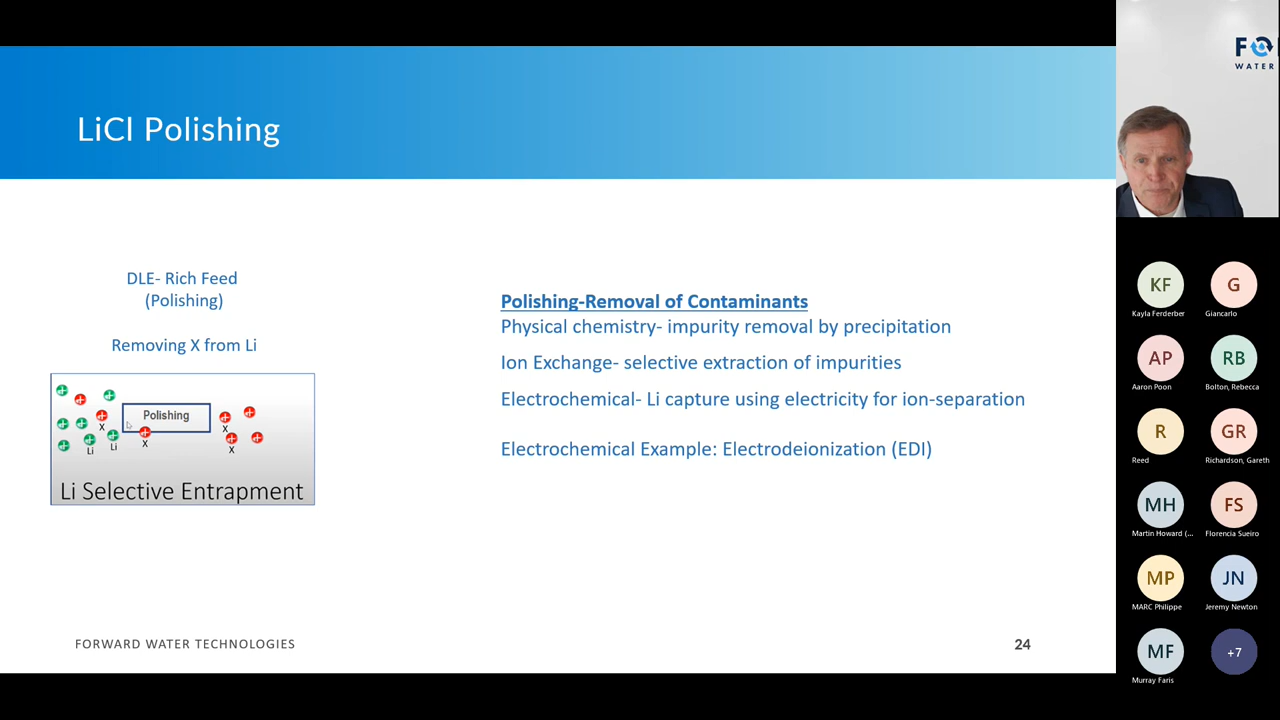 LiCl Polishing
DLE- Rich Feed
(Polishing)
Removing X from Li
Polishing
X
X
X
X
Li
Li
Li Selective Entrapment
Polishing-Removal of Contaminants
Physical chemistry- impurity removal by precipitation
Ion Exchange- selective extraction of impurities
Electrochemical- Li capture using electricity for ion-separation
Electrochemical Example: Electrodeionization (EDI)
FORWARD WATER TECHNOLOGIES
24
WATER
KF
Kayla Ferderber
G
Giancarlo
AP
Aaron Poon
RB
Bolton, Rebecca
R
Reed
GR
Richardson, Gareth
MH
Martin Howard (...
FS
Florencia Sueiro
MP
MARC Philippe
JN
Jeremy Newton
MF
Murray Faris
+7